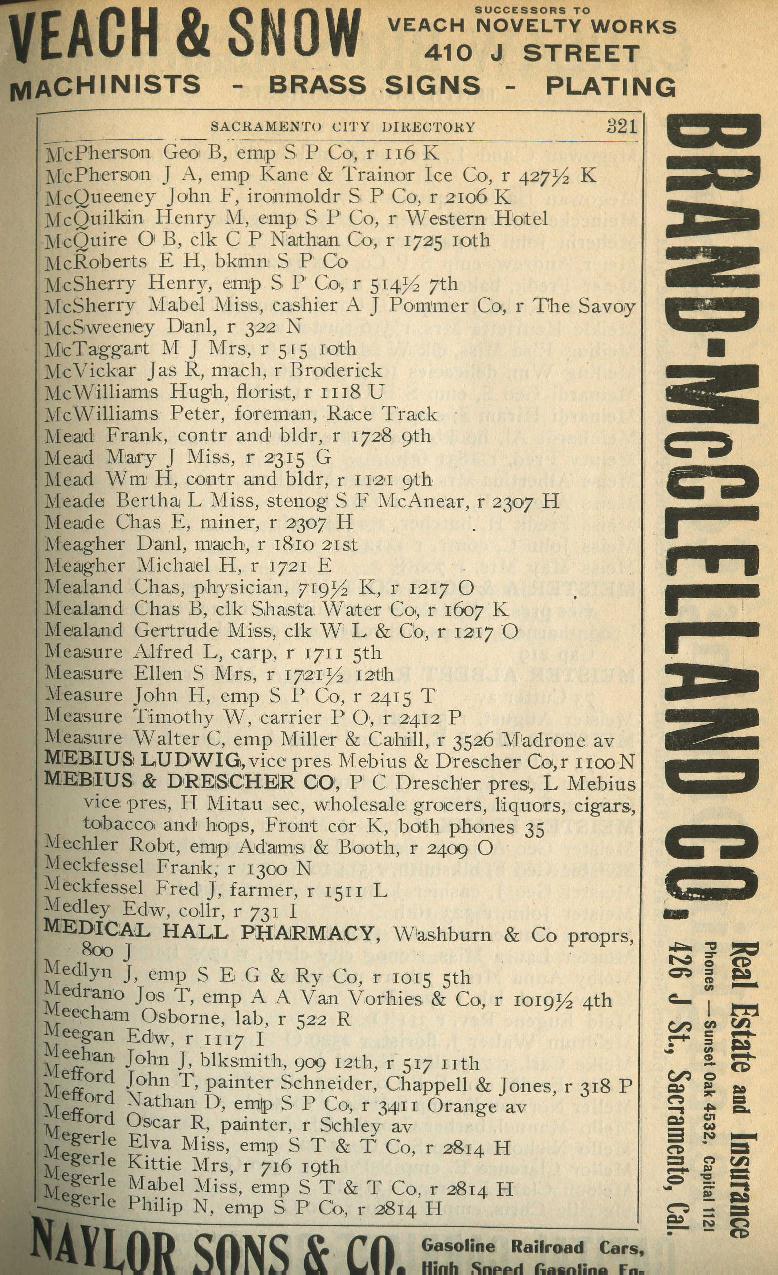 VEACH & SNOW
SUCCESSORS TO
VEACH NOVELTY WORKS
410 J STREET
MACHINISTS - BRASS SIGNS - PLATING
SACRAMENTO CITY DIRECTORY 321
McPherson Geo B, emp S P Co, r 116 K
McPherson J A, emp Kane & Trainor Ice Co, r 427½ K
McQueeney John F, ironmoldr S P Co, r 2106 K
McQuilkin Henry M, emp S P Co, r Western Hotel
McQuire O B, clk C P Nathan Co, r 1725 10th
McRoberts E H, bkmn S P Co
McSherry Henry, emp S P Co, r 514½ 7th
McSherry Mabel Miss, cashier A J Pommer Co, r The Savoy
McSweeney Danl, r 322 N
McTaggart M J Mrs, r 515 10th
McVickar Jas R, mach, r Broderick
McWilliams Hugh, florist, r 1118 U
McWilliams Peter, foreman, Race Track
Mead Frank, contr and bldr, r 1728 9th
Mead Mary J Miss, r 2315 G
Mead Wm H, contr and bldr, r 1121 9th
Meade Bertha L Miss, stenog S F McAnear, r 2307 H
Meade Chas E, miner, r 2307 H
Meagher Danl, mach, r 1810 21st
Meagher Michael H, r 1721 E
Mealand Chas, physician, 719½ K, r 1217 O
Mealand Chas B, clk Shasta Water Co, r 1607 K
Mealand Gertrude Miss, clk W L & Co, r 1217 O
Measure Alfred L, carp, r 1711 5th
Measure Ellen S Mrs, r 1721½ 12th
Measure John H, emp S P Co, r 2415 T
Measure Timothy W, carrier P O, r 2412 P
Measure Walter C, emp Miller & Cahill, r 3526 Madrone av
MEBIUS LUDWIG, vice pres Mebius & Drescher Co, r 1100 N
MEBIUS & DRESCHER CO, P C Drescher pres, L Mebius
vice pres, H Mitau sec, wholesale grocers, liquors, cigars,
tobacco and hops, Front cor K, both phones 35
Mechler Robt, emp Adams & Booth, r 2409 O
Meckfessel Frank, r 1300 N
Meckfessel Fred J, farmer, r 1511 L
Medley Edw, collr, r 731 I
MEDICAL HALL PHARMACY, Washburn & Co proprs,
800 J
Medlyn J, emp S E G & Ry Co, r 1015 5th
Medrano Jos T, emp A A Van Vorhies & Co, r 1019½ 4th
Meecham Osborne, lab, r 522 R
Meegan Edw, r 1117 I
Meehan John J, blksmith, 909 12th, r 517 11th
Mefford John T, painter Schneider, Chappell & Jones, r 318 P
Mefford Nathan D, emp S P Co, r 3411 Orange av
Mefford Oscar R, painter, r Schley av
Megerle Elva Miss, emp S T & T Co, r 2814 H
Megerle Kittie Mrs, r 716 19th
Megerle Mabel Miss, emp S T & T Co, r 2814 H
Megerle Philip N, emp S P Co, r 2814 H
BRAND-McCLELLAND CO,
Real Estate and Insurance
Phones — Sunset Oak 4532, Capital 1121
426 J St., Sacramento, Cal.
NAYLOR SONS & CO.
Gasoline Railroad Cars,
High Speed Gasoline En-